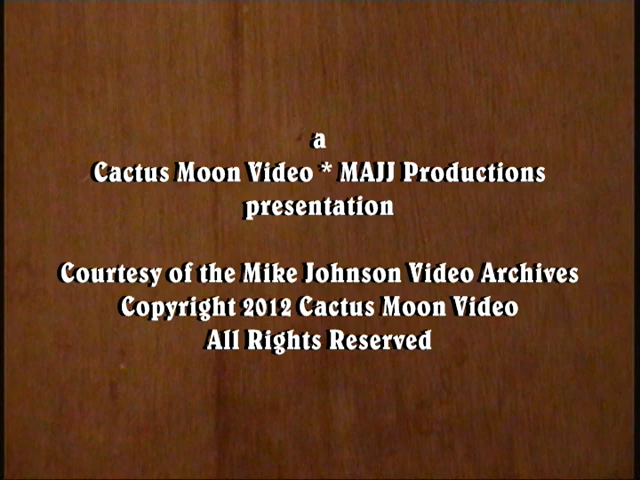 a
Cactus Moon Video * MAJJ Productions
presentation
Courtesy of the Mike Johnson Video Archives
Copyright 2012 Cactus Moon Video
All Rights Reserved